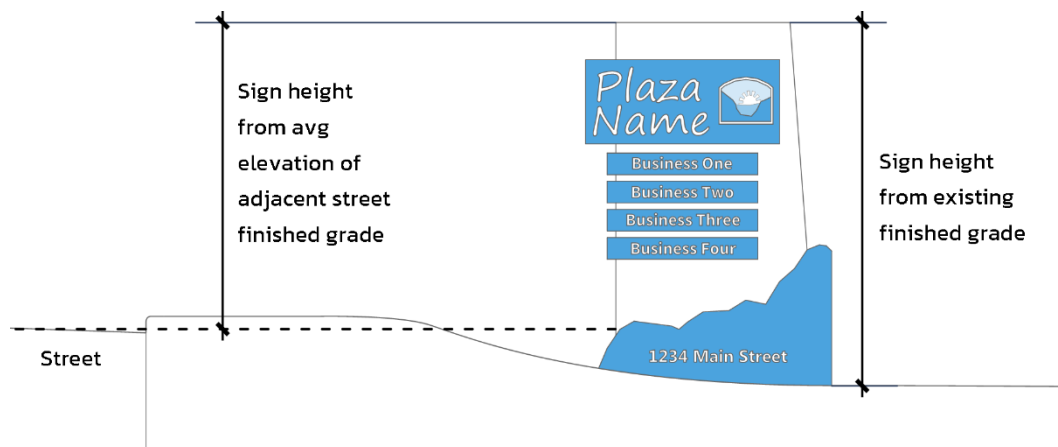 Sign height
from avg
elevation of
adjacent street
finished grade
Plaza
Name
Business One
Business Two
Business Three
Business Four
Sign height
from existing
finished grade
Street
1234 Main Street